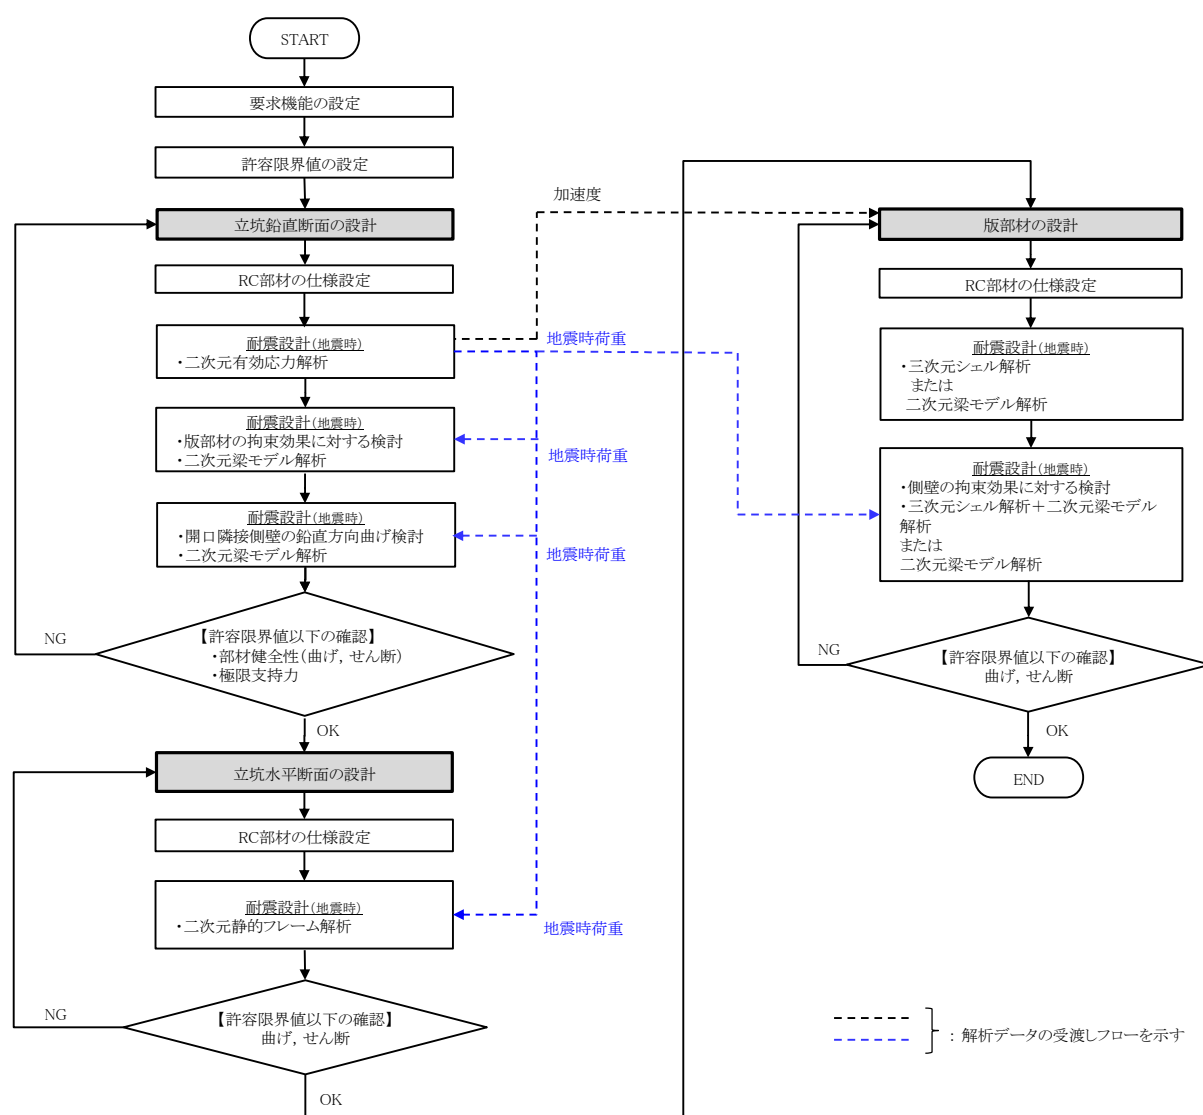 START
要求機能の設定
許容限界値の設定
立坑鉛直断面の設計
RC部材の仕様設定
耐震設計(地震時)
・二次元有効応力解析
耐震設計(地震時)
・版部材の拘束効果に対する検討
・二次元梁モデル解析
耐震設計(地震時)
・開口隣接側壁の鉛直方向曲げ検討
・二次元梁モデル解析
【許容限界値以下の確認】
・部材健全性(曲げ，せん断)
・極限支持力
NG
OK
立坑水平断面の設計
RC部材の仕様設定
耐震設計(地震時)
・二次元静的フレーム解析
【許容限界値以下の確認】
曲げ，せん断
NG
OK
加速度
地震時荷重
地震時荷重
地震時荷重
地震時荷重
版部材の設計
RC部材の仕様設定
耐震設計(地震時)
・三次元シェル解析
または
二次元梁モデル解析
耐震設計(地震時)
・側壁の拘束効果に対する検討
・三次元シェル解析＋二次元梁モデル
解析
または
二次元梁モデル解析
【許容限界値以下の確認】
曲げ，せん断
NG
OK
END
：解析データの受渡しフローを示す